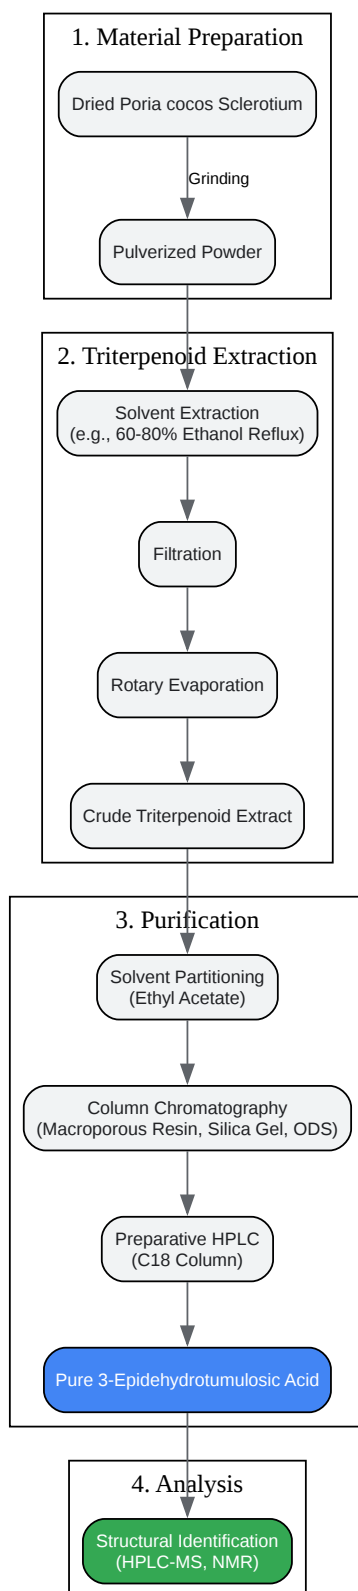 1. Material Preparation
Dried Poria cocos Sclerotium
Grinding
Pulverized Powder
2. Triterpenoid Extraction
Solvent Extraction
(e.g., 60-80% Ethanol Reflux)
Filtration
Rotary Evaporation
Crude Triterpenoid Extract
3. Purification
Solvent Partitioning
(Ethyl Acetate)
Column Chromatography
(Macroporous Resin, Silica Gel, ODS)
Preparative HPLC
(C18 Column)
Pure 3-Epidehydrotumulosic Acid
4. Analysis
Structural Identification
(HPLC-MS, NMR)